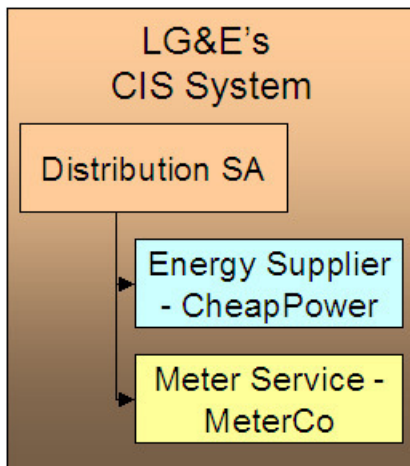 LG&E's
CIS System
Distribution SA
Energy Supplier
- CheapPower
Meter Service -
MeterCo